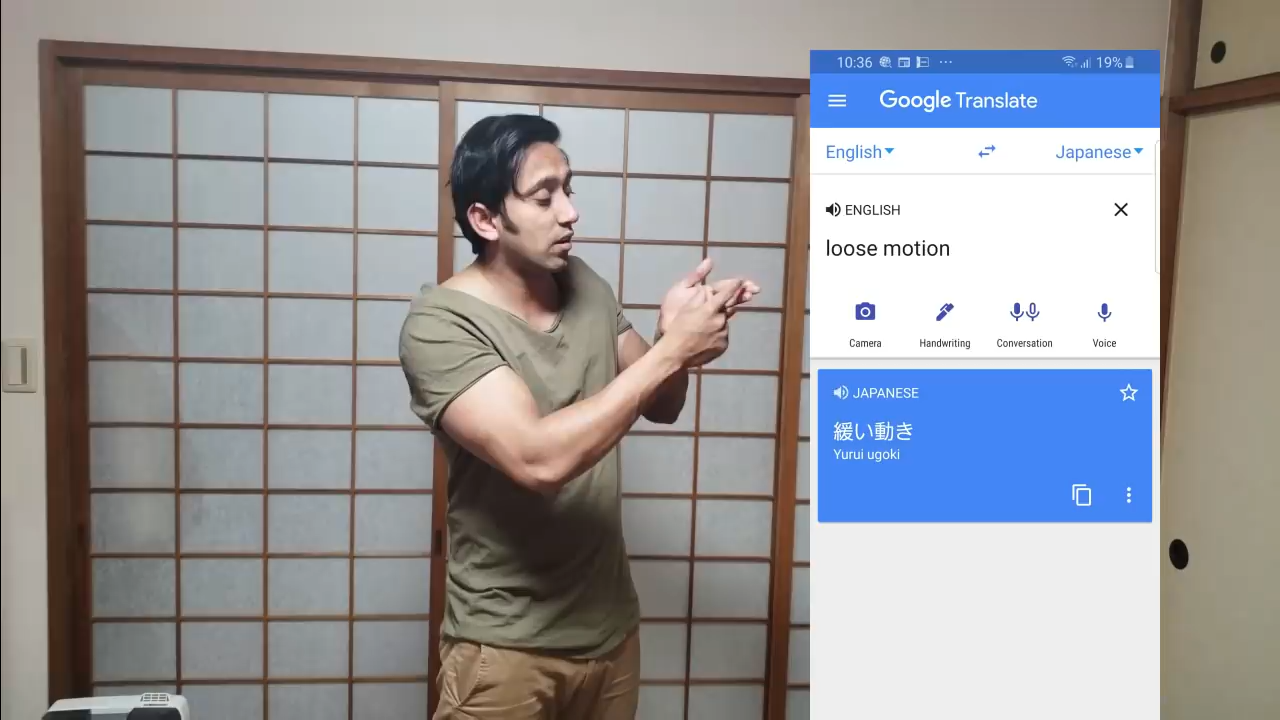 10:36 ... 19%
Google Translate
English Japanese
ENGLISH
loose motion
Camera Handwriting Conversation Voice
JAPANESE
緩い動き
Yurui ugoki